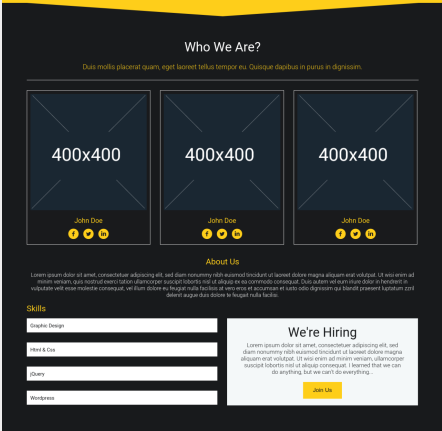 Who We Are?
Duis mollis placerat quam, eget laoreet tellus tempor eu. Quisque dapibus in purus in dignissim.
400x400
400x400
400x400
John Doe
John Doe
John Doe
About Us
Lorem ipsum dolor sit amet, consectetuer adipiscing elit, sed diam nonummy nibh euismod tincidunt ut laoreet dolore magna aliquam erat volutpat. Ut wisi enim ad
minim veniam, quis nostrud exerci tation ullamcorper suscipit lobortis nisl ut aliquip ex ea commodo consequat. Duis autem vel eum iriure dolor in hendrerit in
vulputate velit esse molestie consequat, vel illum dolore eu feugiat nulla facilisis at vero eros et accumsan et iusto odio dignissim qui blandit praesent luptatum zzril
delenit augue duis dolore te feugait nulla facilisi.
Skills
Graphic Design
Html & Css
jQuery
Wordpress
We're Hiring
Lorem ipsum dolor sit amet, consectetuer adipiscing elit, sed
diam nonummy nibh euismod tincidunt ut laoreet dolore magna
aliquam erat volutpat. Ut wisi enim ad minim veniam, ullamcorper
suscipit lobortis nisl ut aliquip consequat. I learned that we can
do anything, but we can't do everything...
Join Us